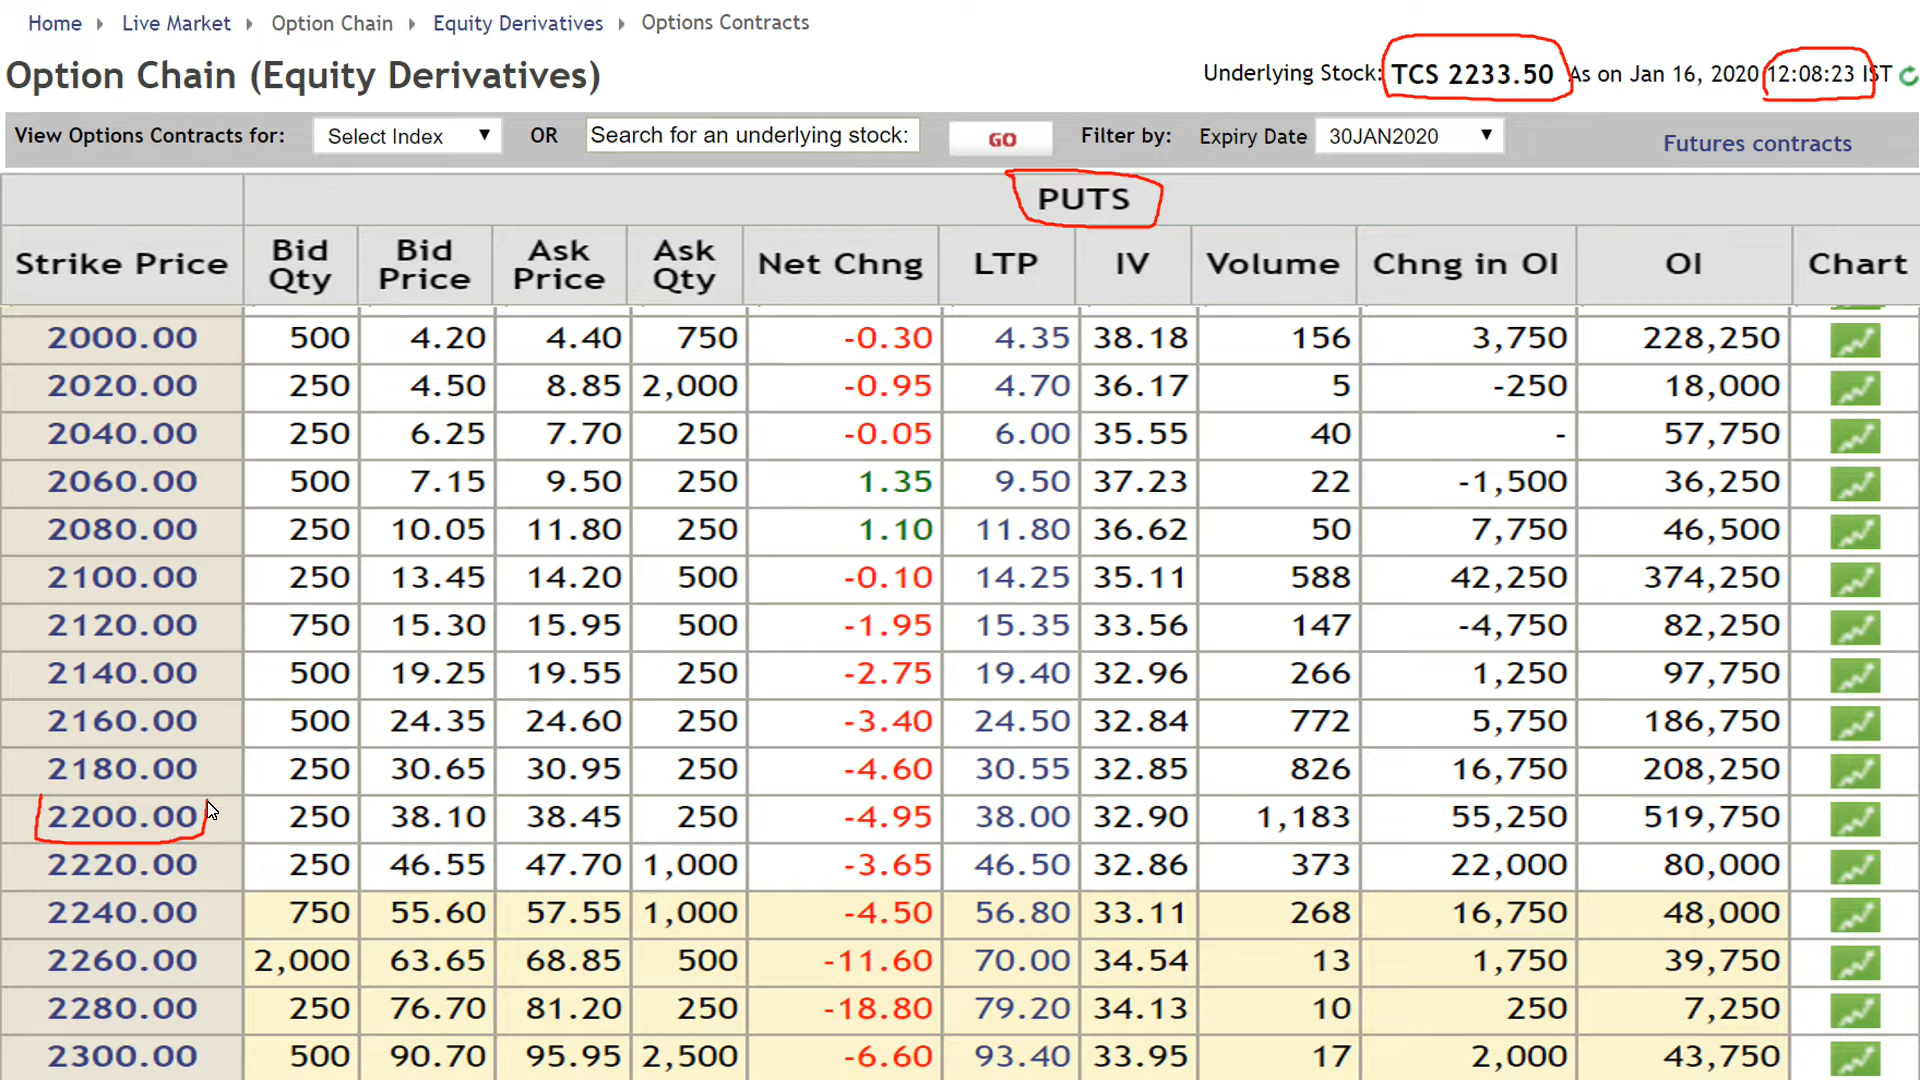 Home Live Market Option Chain Equity Derivatives Options Contracts
Option Chain (Equity Derivatives)
Underlying Stock: TCS 2233.50 As on Jan 16, 2020 12:08:23 IST
View Options Contracts for: Select Index OR Search for an underlying stock: GO Filter by: Expiry Date 30JAN2020 Futures contracts
PUTS
Strike Price Bid Qty Bid Price Ask Price Ask Qty Net Chng LTP IV Volume Chng in OI OI Chart
2000.00 500 4.20 4.40 750 -0.30 4.35 38.18 156 3,750 228,250
2020.00 250 4.50 8.85 2,000 -0.95 4.70 36.17 5 -250 18,000
2040.00 250 6.25 7.70 250 -0.05 6.00 35.55 40 - 57,750
2060.00 500 7.15 9.50 250 1.35 9.50 37.23 22 -1,500 36,250
2080.00 250 10.05 11.80 250 1.10 11.80 36.62 50 7,750 46,500
2100.00 250 13.45 14.20 500 -0.10 14.25 35.11 588 42,250 374,250
2120.00 750 15.30 15.95 500 -1.95 15.35 33.56 147 -4,750 82,250
2140.00 500 19.25 19.55 250 -2.75 19.40 32.96 266 1,250 97,750
2160.00 500 24.35 24.60 250 -3.40 24.50 32.84 772 5,750 186,750
2180.00 250 30.65 30.95 250 -4.60 30.55 32.85 826 16,750 208,250
2200.00 250 38.10 38.45 250 -4.95 38.00 32.90 1,183 55,250 519,750
2220.00 250 46.55 47.70 1,000 -3.65 46.50 32.86 373 22,000 80,000
2240.00 750 55.60 57.55 1,000 -4.50 56.80 33.11 268 16,750 48,000
2260.00 2,000 63.65 68.85 500 -11.60 70.00 34.54 13 1,750 39,750
2280.00 250 76.70 81.20 250 -18.80 79.20 34.13 10 250 7,250
2300.00 500 90.70 95.95 2,500 -6.60 93.40 33.95 17 2,000 43,750